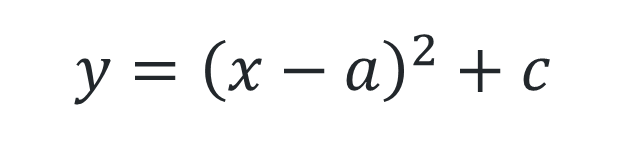 y = (x − a)² + c